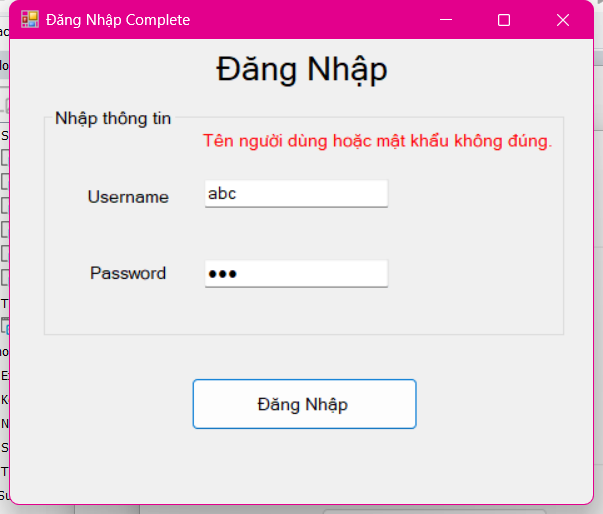 Đăng Nhập Complete
Đăng Nhập
Nhập thông tin
Tên người dùng hoặc mật khẩu không đúng.
Username
abc
Password
●●●
Đăng Nhập